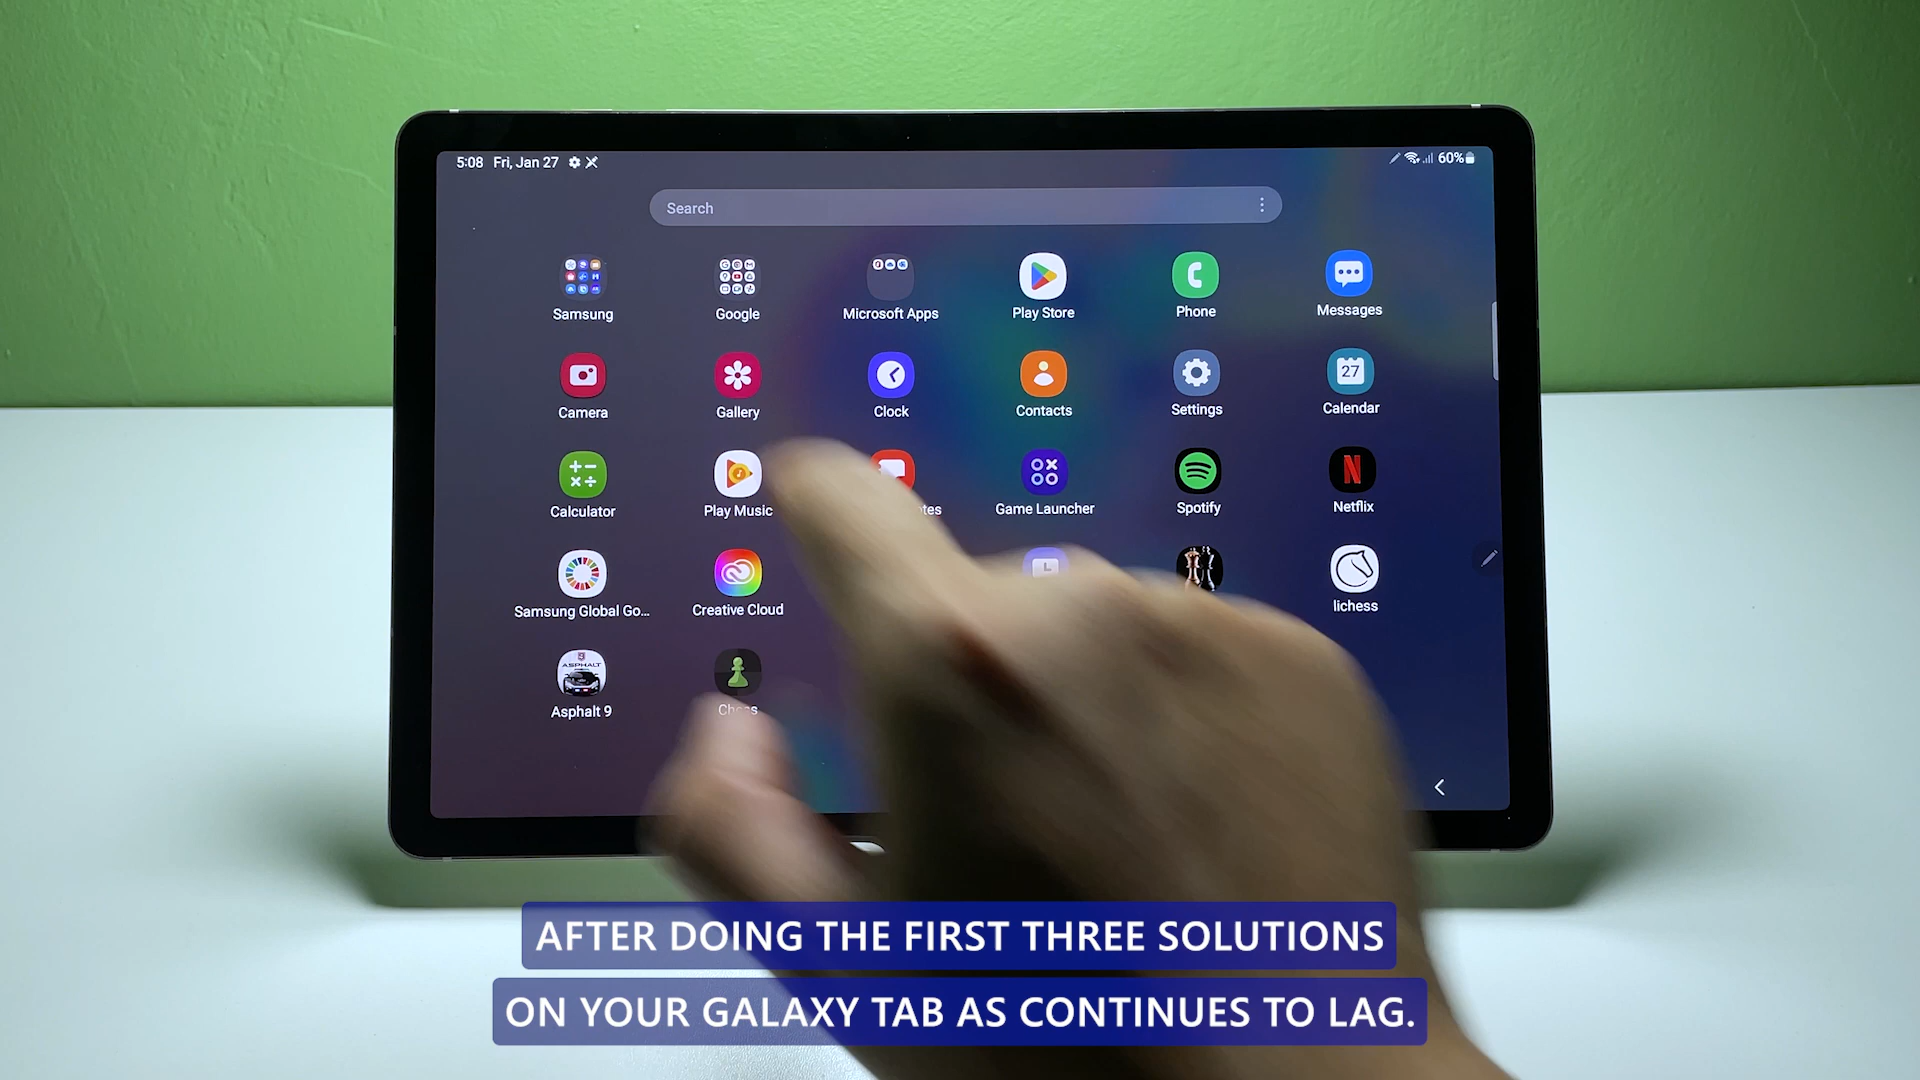 5:08 Fri, Jan 27
60%
Search
Samsung
Google
Microsoft Apps
Play Store
Phone
Messages
Camera
Gallery
Clock
Contacts
Settings
27
Calendar
Calculator
Play Music
Game Launcher
Spotify
N
Netflix
Samsung Global Go...
Creative Cloud
lichess
ASPHALT
Asphalt 9
Chess
AFTER DOING THE FIRST THREE SOLUTIONS
ON YOUR GALAXY TAB AS CONTINUES TO LAG.